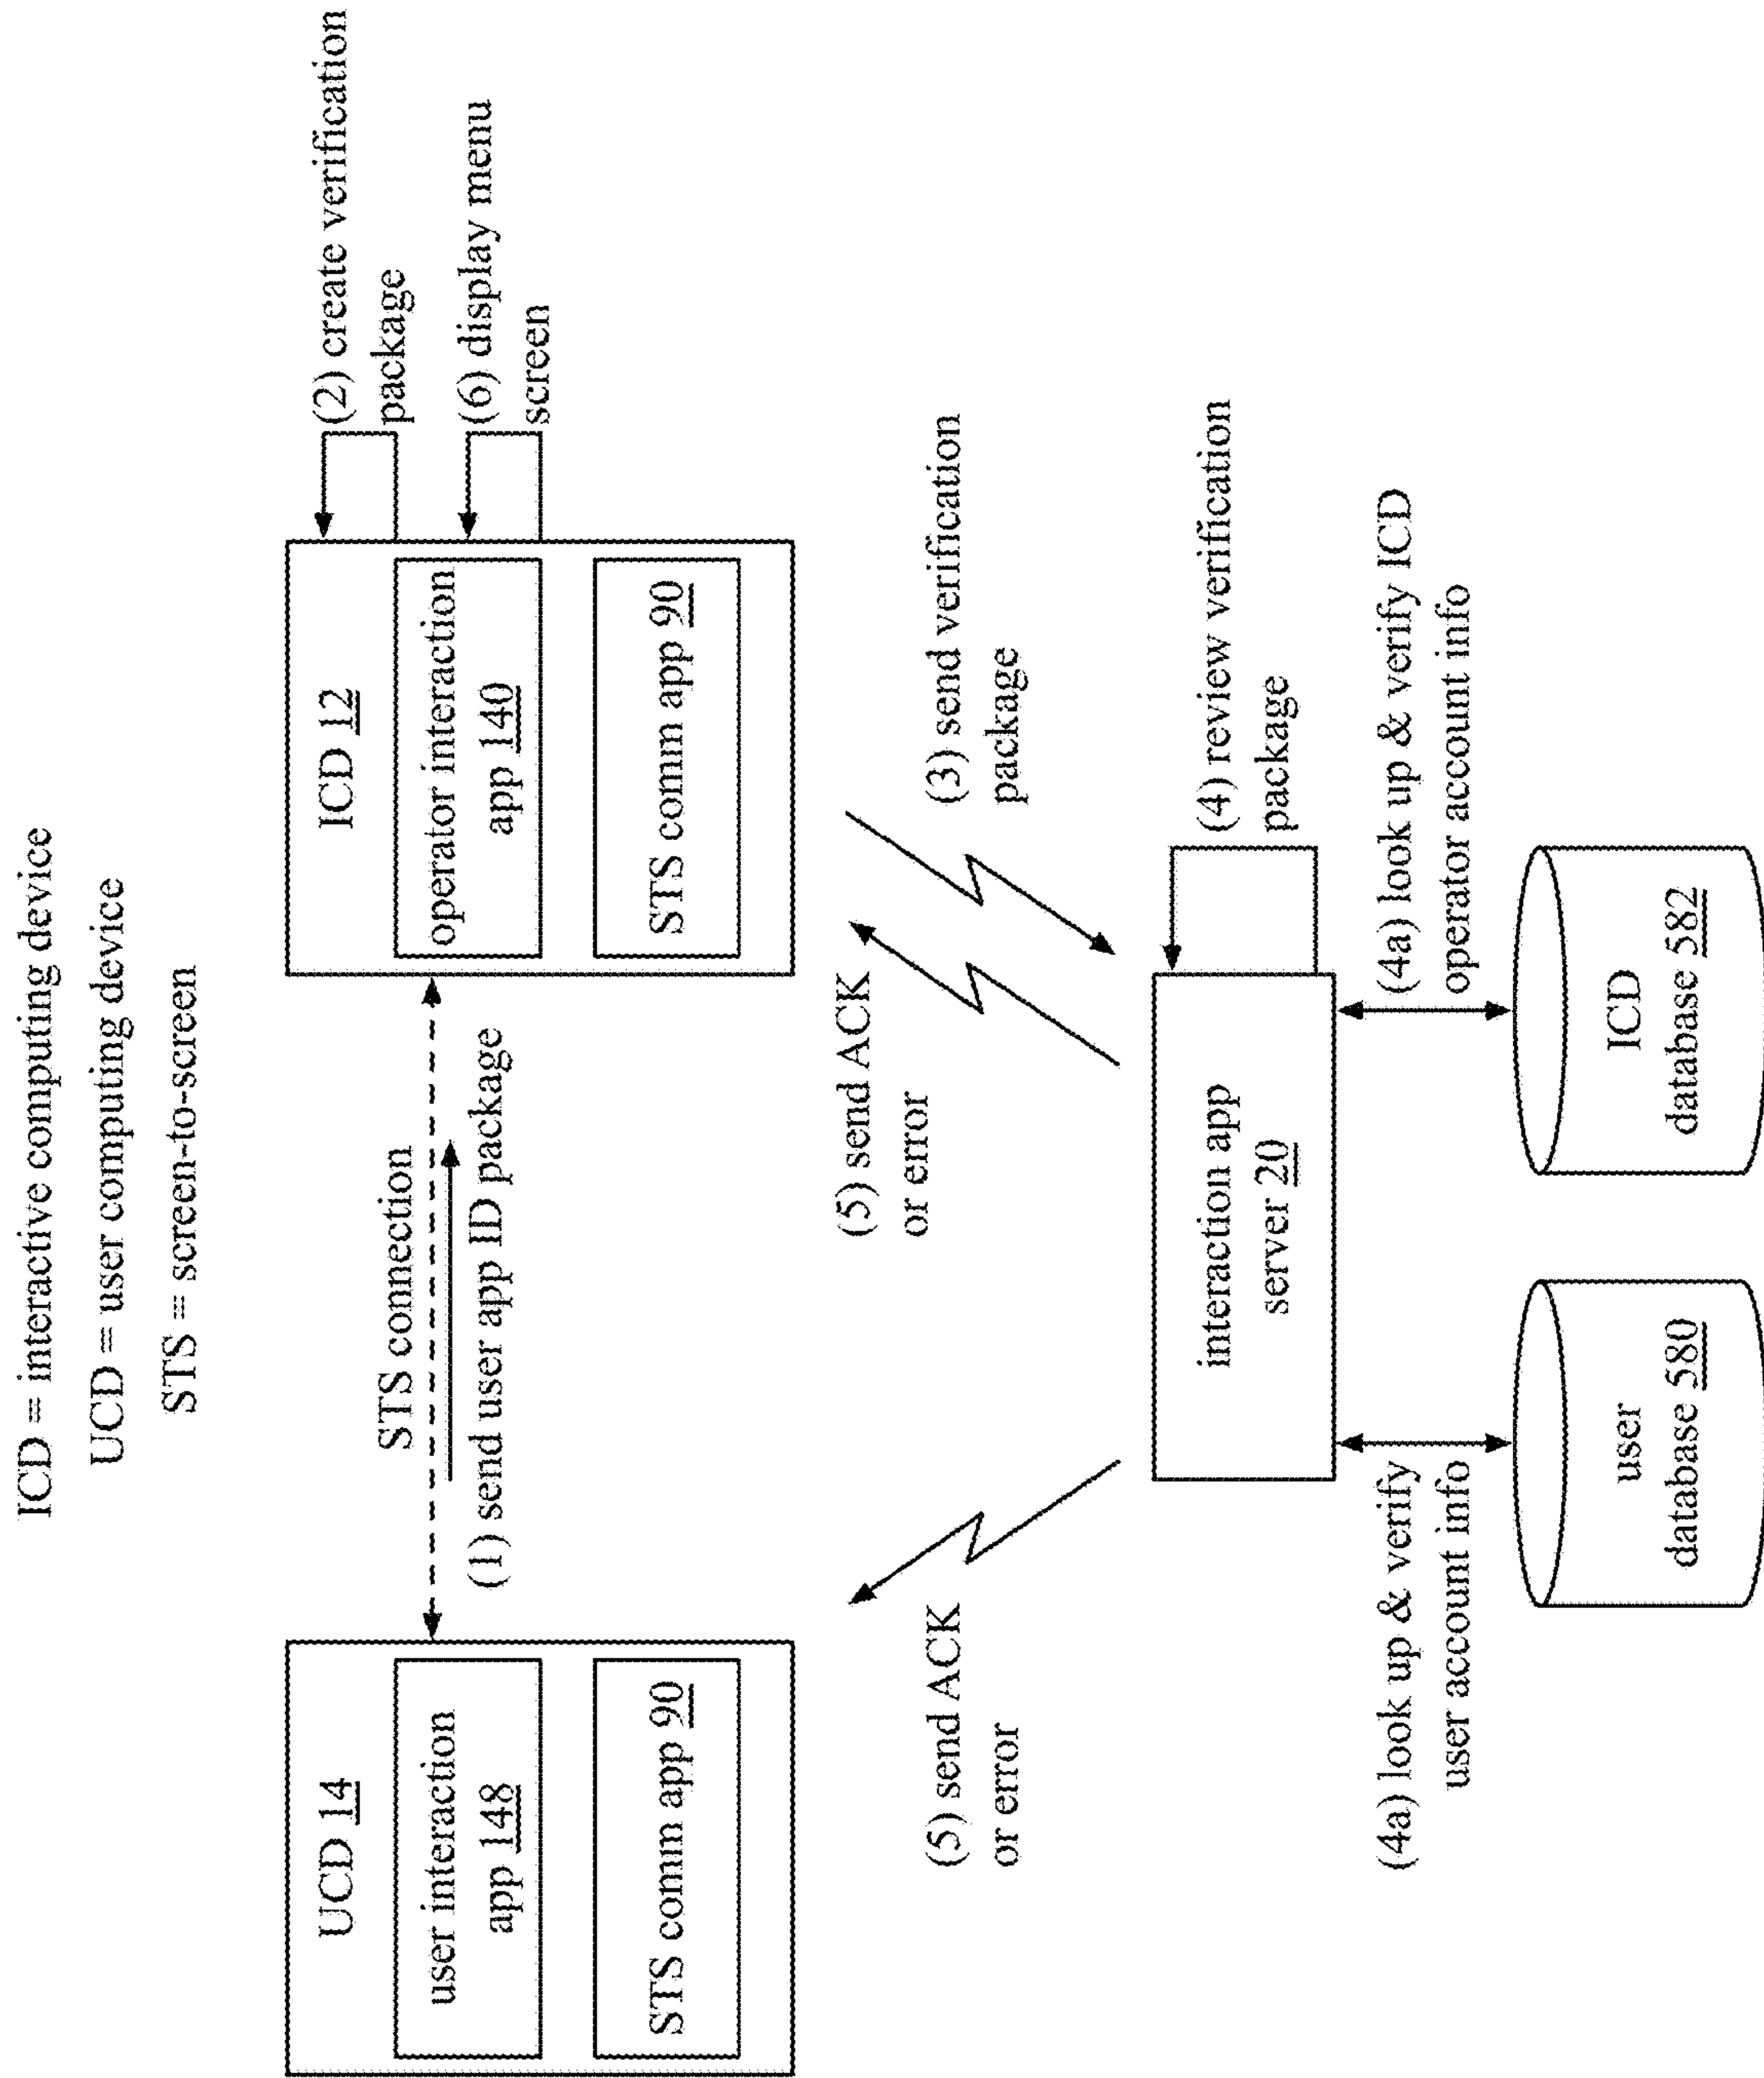 ICD = interactive computing device
UCD = user computing device
STS = screen-to-screen
UCD 14
user interaction
app 148
STS comm app 90
STS connection
(1) send user app ID package
ICD 12
operator interaction
app 140
STS comm app 90
(2) create verification
package
(6) display menu
screen
(5) send ACK
or error
(5) send ACK
or error
(3) send verification
package
interaction app
server 20
(4) review verification
package
(4a) look up & verify
user account info
(4a) look up & verify ICD
operator account info
user
database 580
ICD
database 582